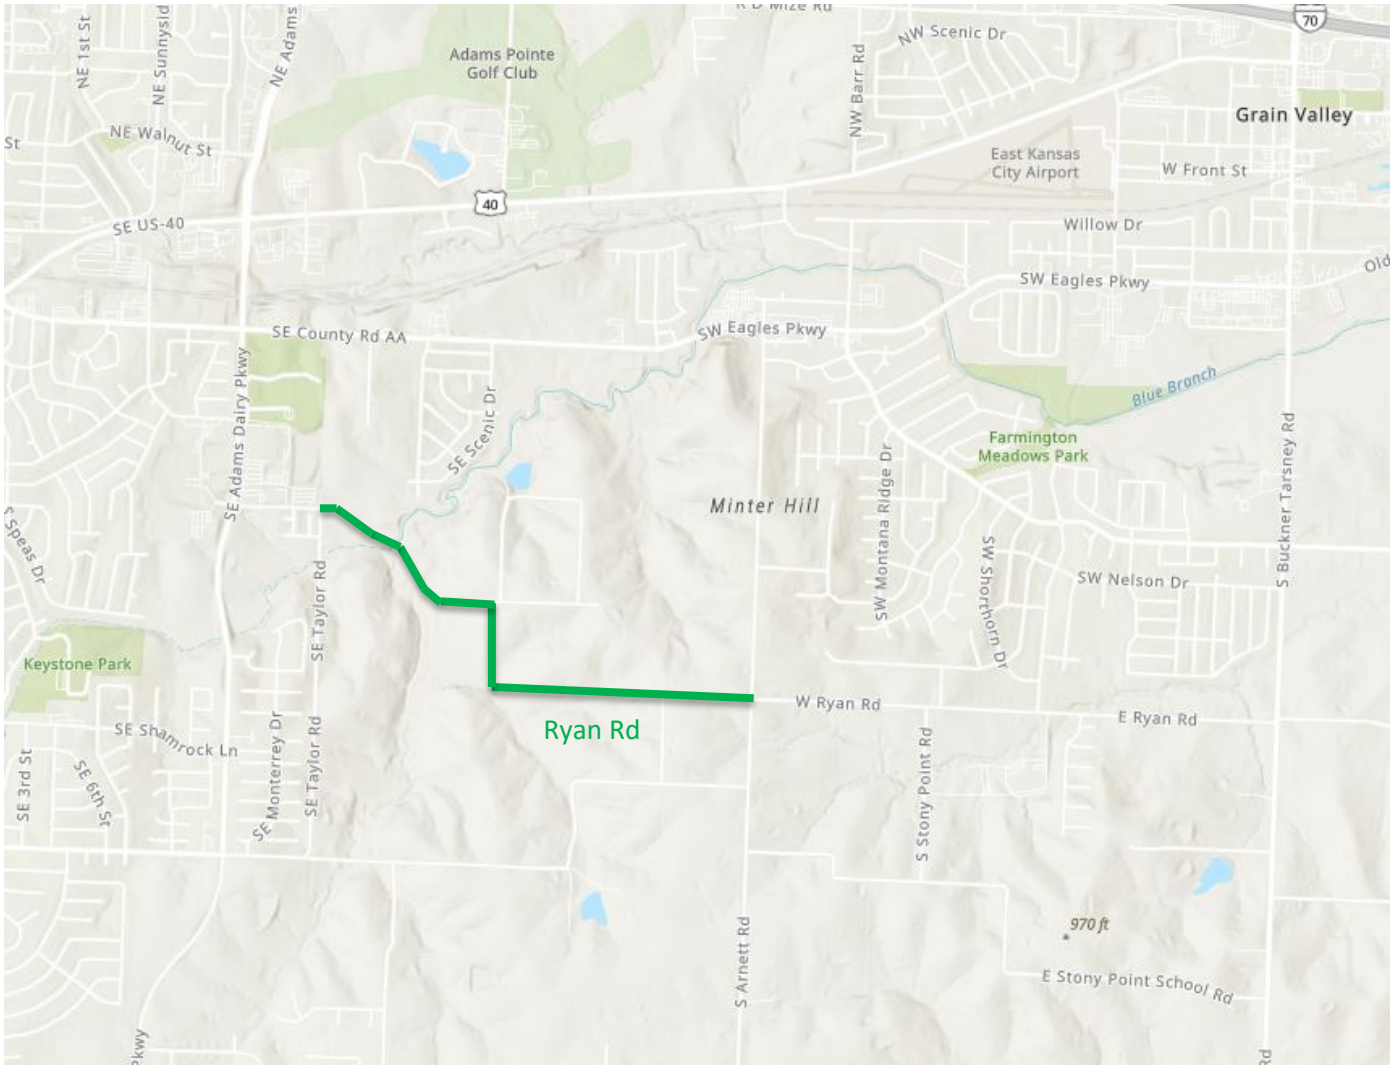 R D Mize Rd
70
NE 1st St
NE Sunnysid
NE Adams
Adams Pointe
Golf Club
NW Scenic Dr
NW Barr Rd
Grain Valley
St
NE Walnut St
East Kansas
City Airport
W Front St
40
SE US-40
Willow Dr
Old
SW Eagles Pkwy
SE County Rd AA
SW Eagles Pkwy
SE Adams Dairy Pkwy
SE Scenic Dr
Blue Branch
Farmington
Meadows Park
S Buckner Tarsney Rd
S Speas Dr
Minter Hill
SW Montana Ridge Dr
SW Shorthorn Dr
SW Nelson Dr
SE Taylor Rd
Keystone Park
W Ryan Rd
E Ryan Rd
Ryan Rd
SE Shamrock Ln
SE Monterrey Dr
SE Taylor Rd
SE 3rd St
SE 6th St
S Stony Point Rd
970 ft
S Arnett Rd
E Stony Point School Rd
Pkwy
Rd